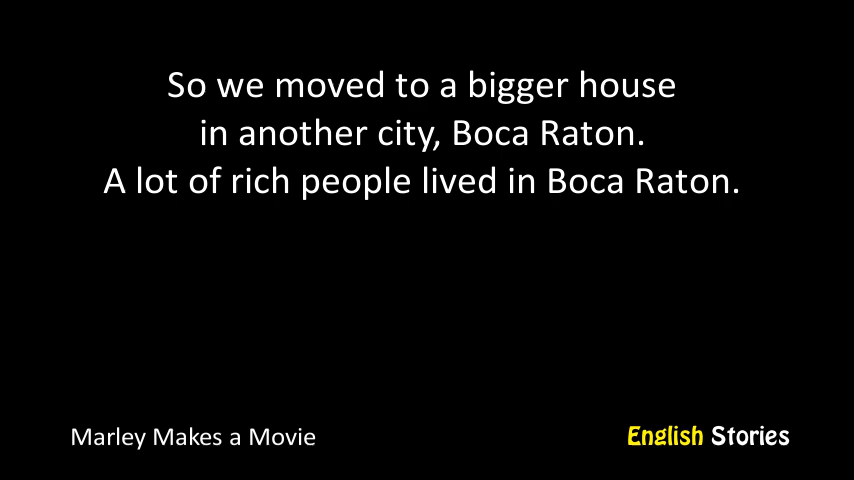 So we moved to a bigger house
in another city, Boca Raton.
A lot of rich people lived in Boca Raton.
Marley Makes a Movie
English Stories